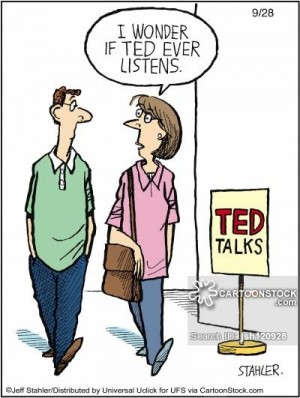 9/28
I WONDER
IF TED EVER
LISTENS.
TED
TALKS
CARTOONSTOCK
.com
STAHLER.
©Jeff Stahler/Distributed by Universal Uclick for UFS via CartoonStock.com